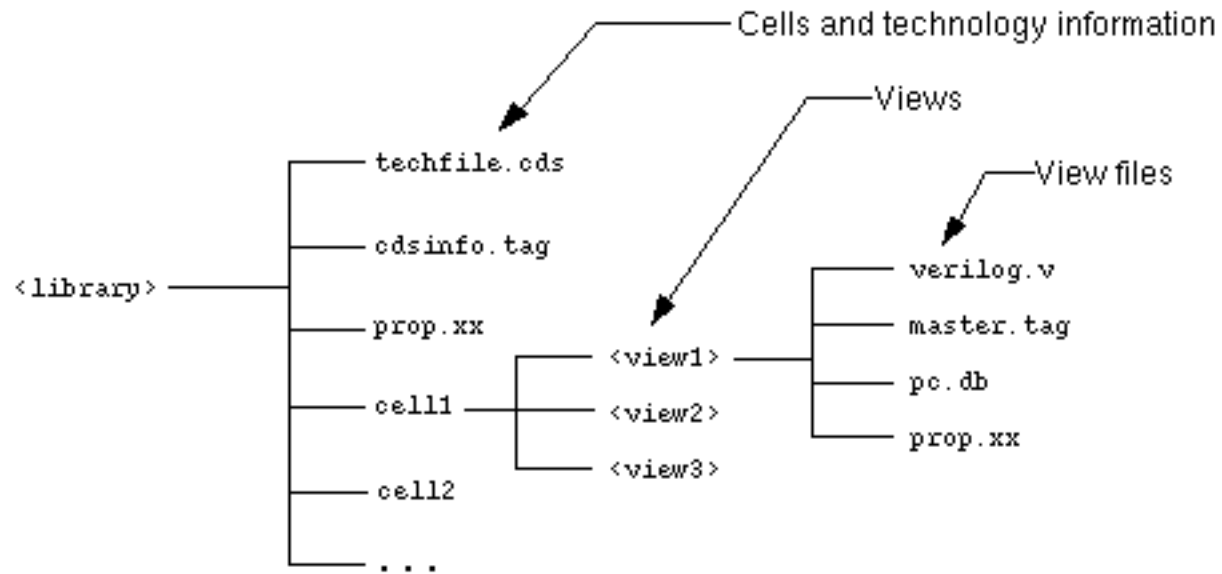 Cells and technology information
Views
View files
techfile.cds
cdsinfo.tag
<library>
prop.xx
cell1
cell2
. . .
<view1>
<view2>
<view3>
verilog.v
master.tag
pc.db
prop.xx